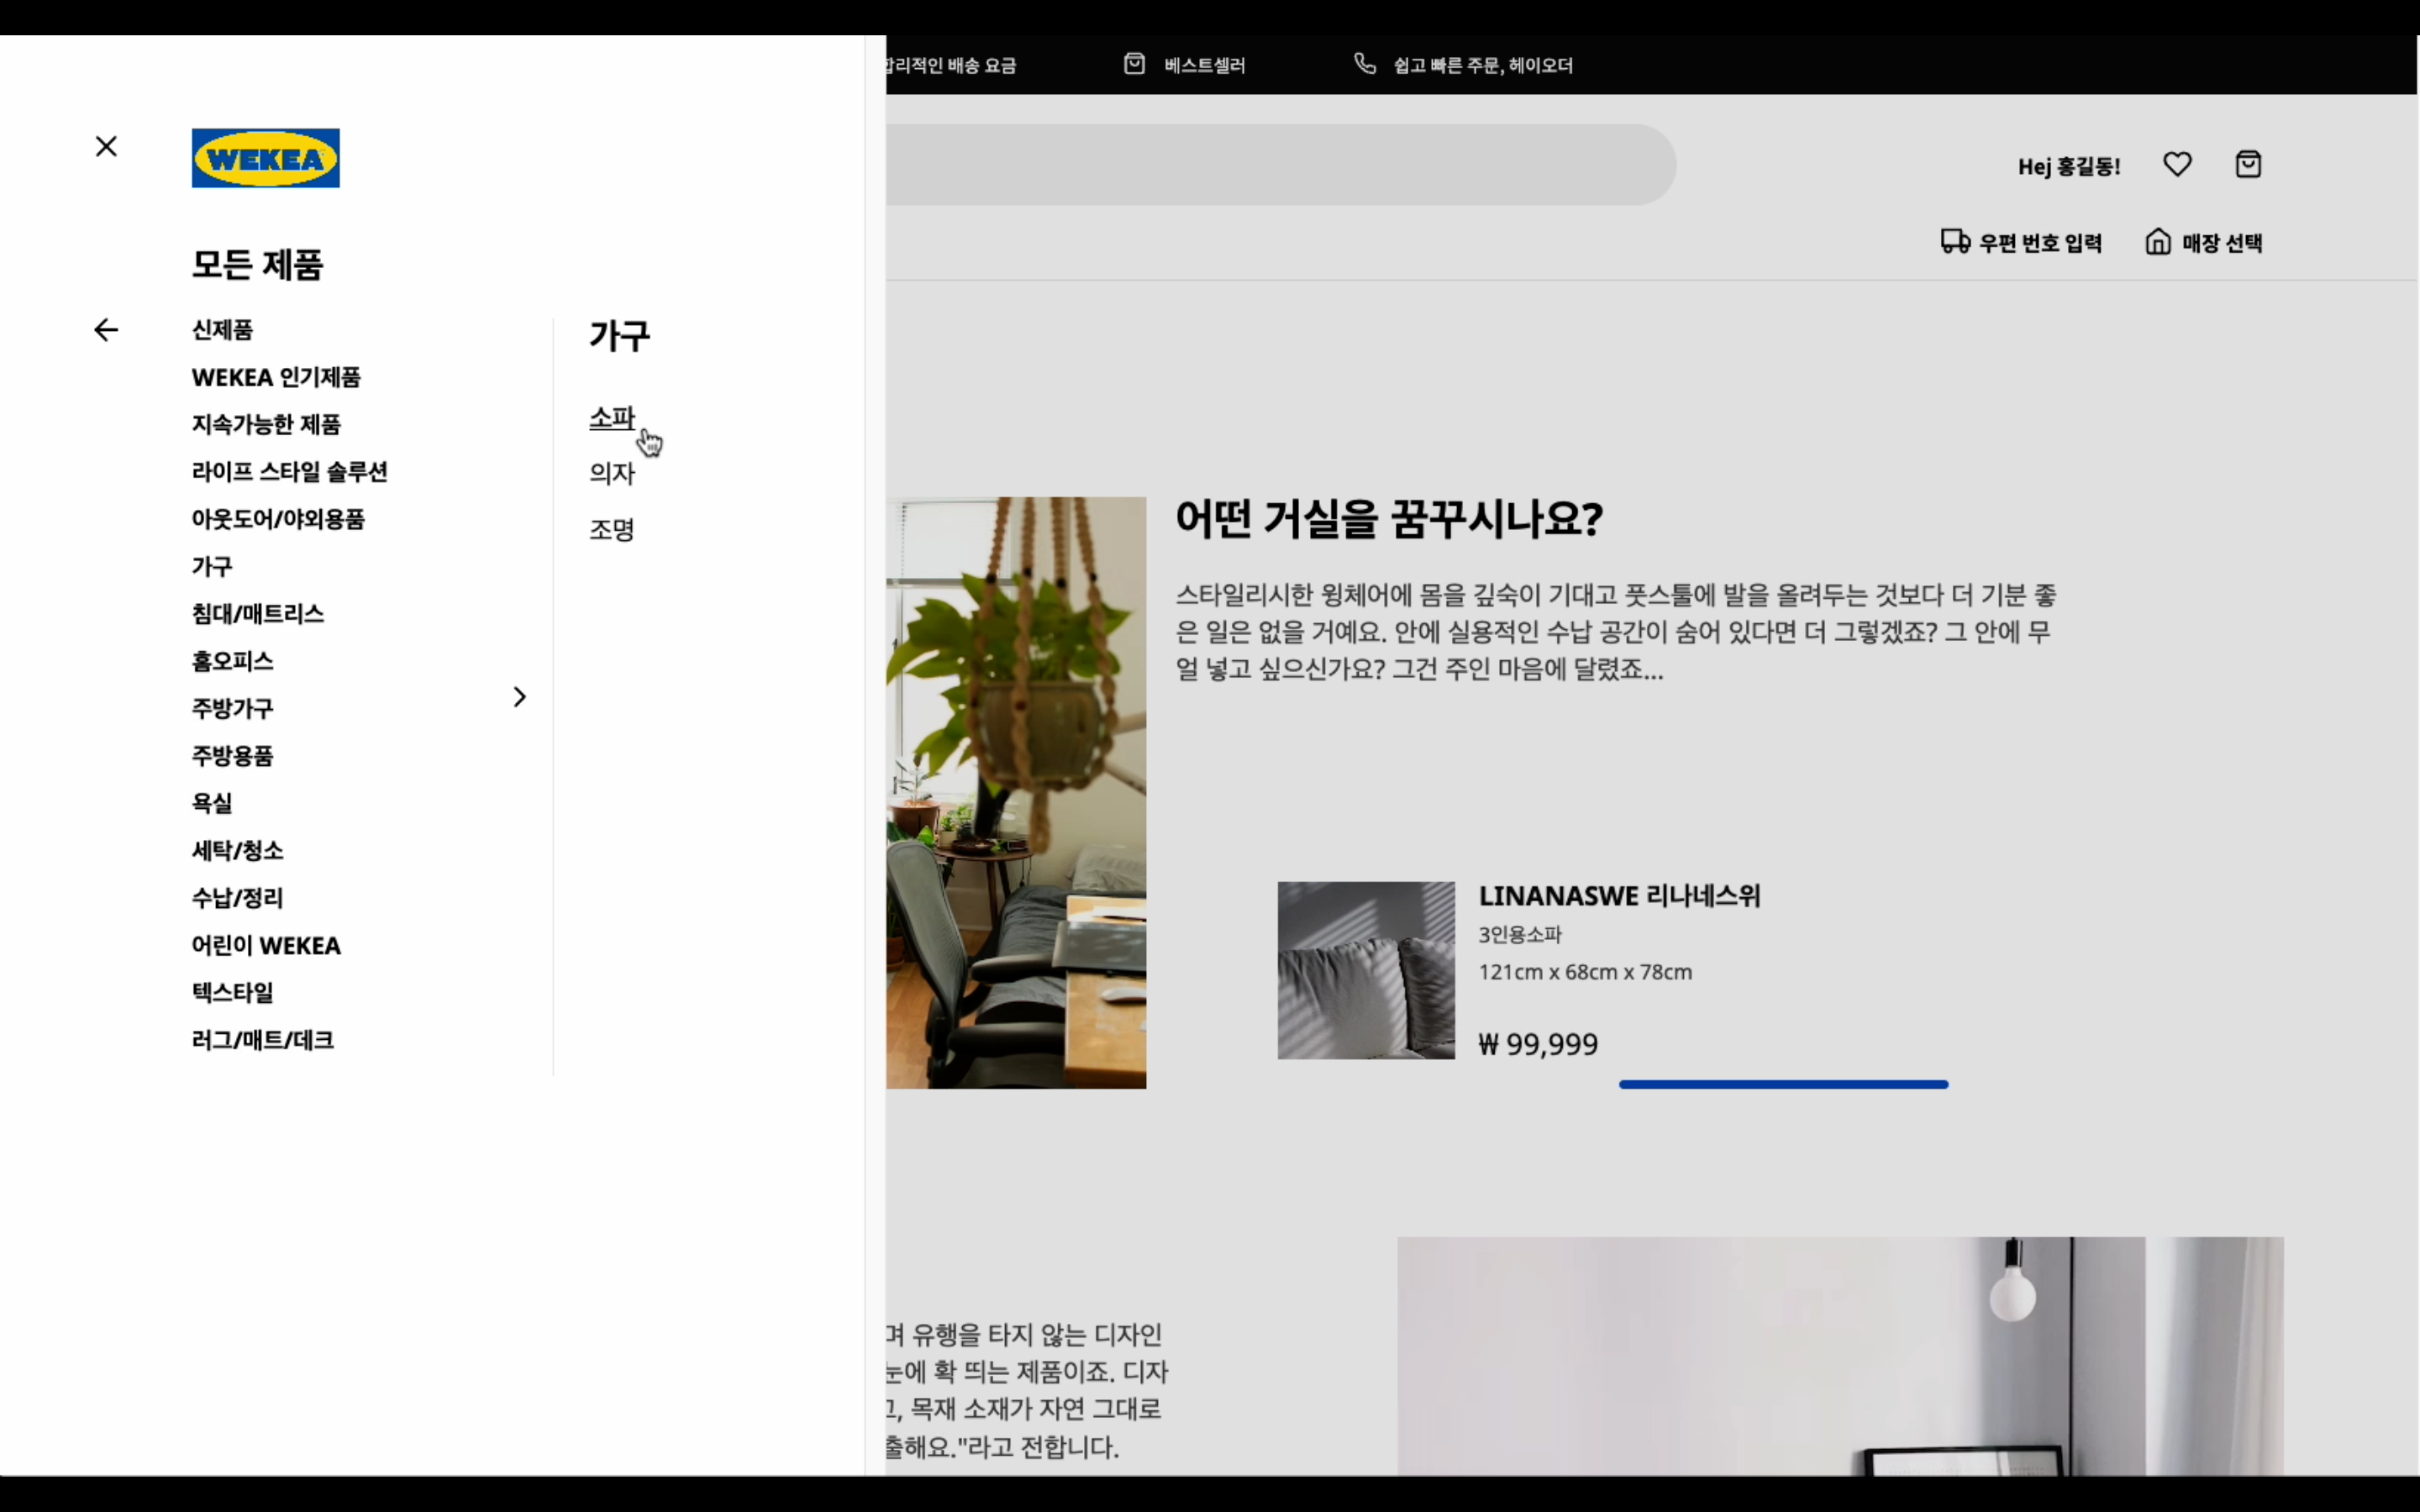 합리적인 배송 요금
베스트셀러
쉽고 빠른 주문, 헤이오더
WEKEA
Hej 홍길동!
우편 번호 입력
매장 선택
모든 제품
신제품
WEKEA 인기제품
지속가능한 제품
라이프 스타일 솔루션
아웃도어/야외용품
가구
침대/매트리스
홈오피스
주방가구
주방용품
욕실
세탁/청소
수납/정리
어린이 WEKEA
텍스타일
러그/매트/데크
가구
소파
의자
조명
어떤 거실을 꿈꾸시나요?
스타일리시한 윙체어에 몸을 깊숙이 기대고 풋스툴에 발을 올려두는 것보다 더 기분 좋
은 일은 없을 거예요. 안에 실용적인 수납 공간이 숨어 있다면 더 그렇겠죠? 그 안에 무
얼 넣고 싶으신가요? 그건 주인 마음에 달렸죠...
LINANASWE 리나네스위
3인용소파
121cm x 68cm x 78cm
₩ 99,999
며 유행을 타지 않는 디자인
눈에 확 띄는 제품이죠. 디자
고, 목재 소재가 자연 그대로
출해요."라고 전합니다.